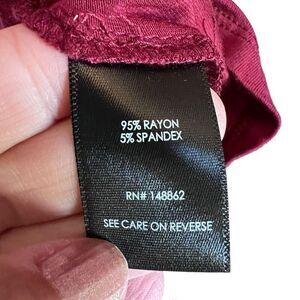 95% RAYON
5% SPANDEX
RN# 148862
SEE CARE ON REVERSE